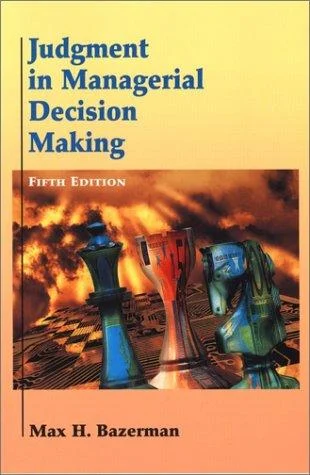 Judgment
in Managerial
Decision
Making
FIFTH EDITION
Max H. Bazerman